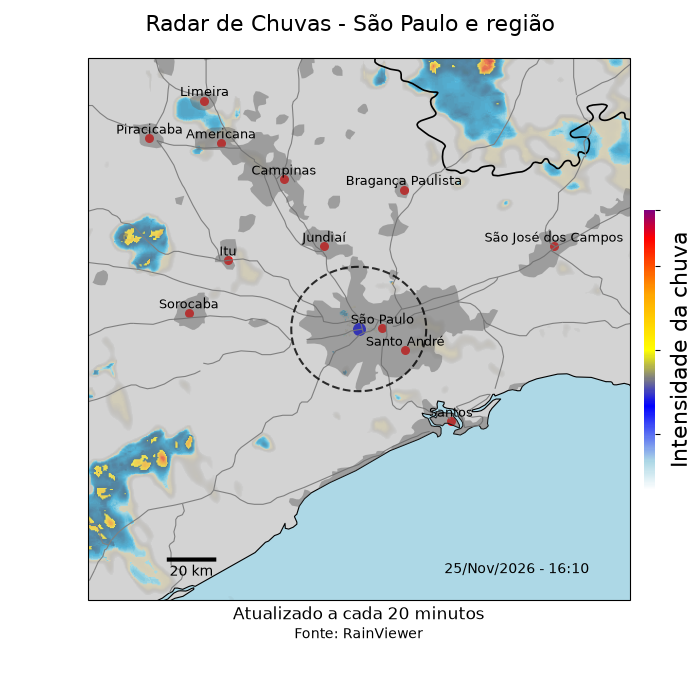 Radar de Chuvas - São Paulo e região
Limeira
Piracicaba
Americana
Campinas
Bragança Paulista
Jundiaí
São José dos Campos
Itu
Sorocaba
São Paulo
Santo André
Santos
Intensidade da chuva
20 km
25/Nov/2026 - 16:10
Atualizado a cada 20 minutos
Fonte: RainViewer